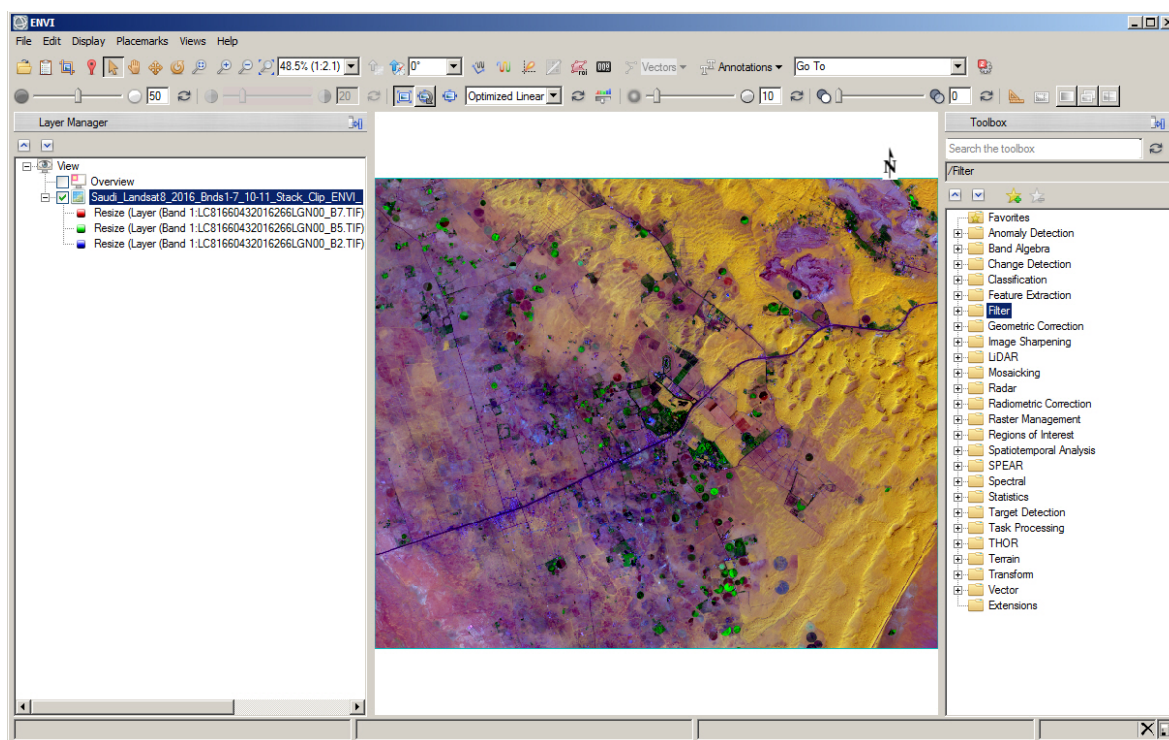 ENVI
File Edit Display Placemarks Views Help
48.5% (1:2.1) 0° Vectors Annotations Go To
50 20 Optimized Linear 10 0
Layer Manager
View
Overview
Saudi_Landsat8_2016_Bnds1-7_10-11_Stack_Clip_ENVI_
Resize (Layer (Band 1:LC81660432016266LGN00_B7.TIF)
Resize (Layer (Band 1:LC81660432016266LGN00_B5.TIF)
Resize (Layer (Band 1:LC81660432016266LGN00_B2.TIF)
N
Toolbox
Search the toolbox
/Filter
Favorites
Anomaly Detection
Band Algebra
Change Detection
Classification
Feature Extraction
Filter
Geometric Correction
Image Sharpening
LiDAR
Mosaicking
Radar
Radiometric Correction
Raster Management
Regions of Interest
Spatiotemporal Analysis
SPEAR
Spectral
Statistics
Target Detection
Task Processing
THOR
Terrain
Transform
Vector
Extensions